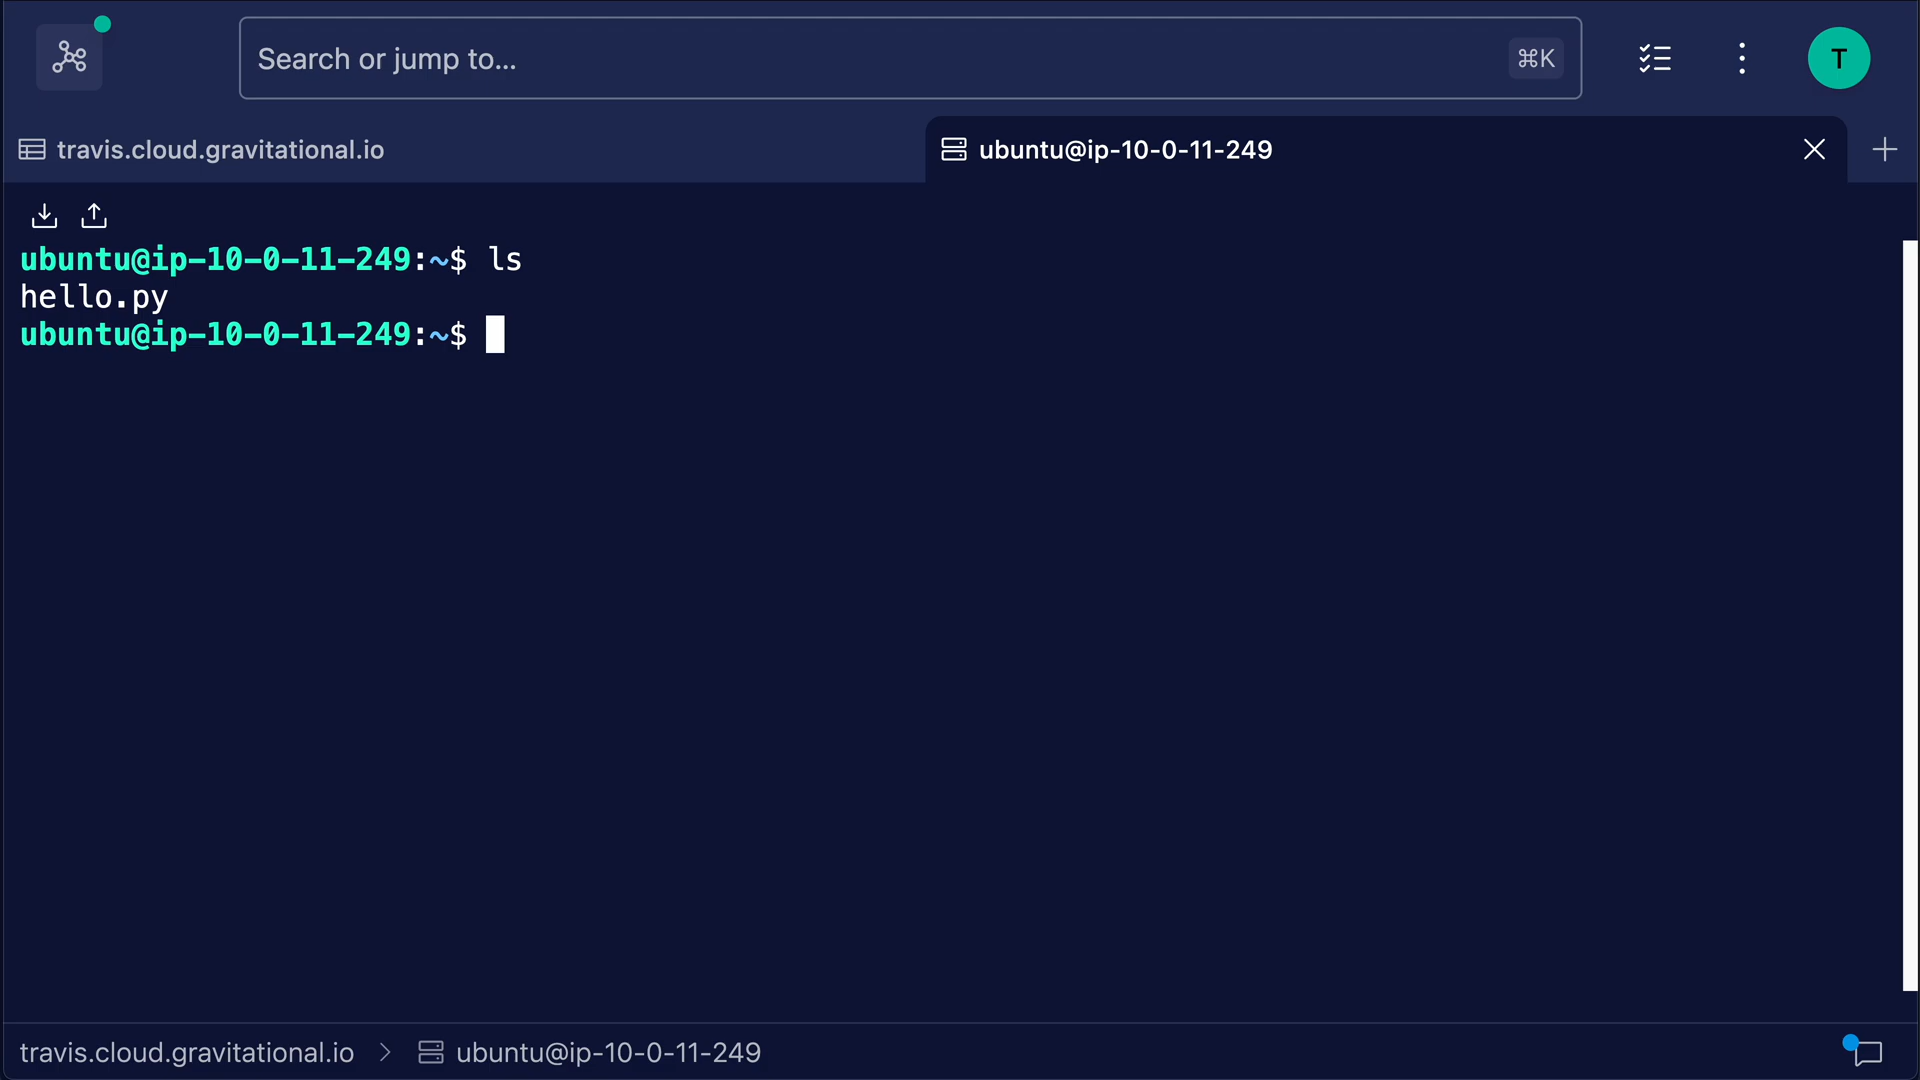 Search or jump to...
⌘K
T
travis.cloud.gravitational.io
ubuntu@ip-10-0-11-249
ubuntu@ip-10-0-11-249:~$ ls
hello.py
ubuntu@ip-10-0-11-249:~$
travis.cloud.gravitational.io > ubuntu@ip-10-0-11-249